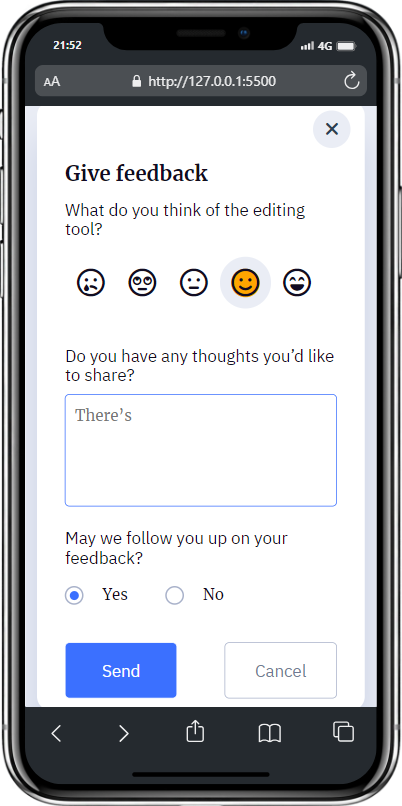 21:52
4G
AA
http://127.0.0.1:5500
Give feedback
What do you think of the editing
tool?
Do you have any thoughts you’d like
to share?
There’s
May we follow you up on your
feedback?
Yes No
Send Cancel